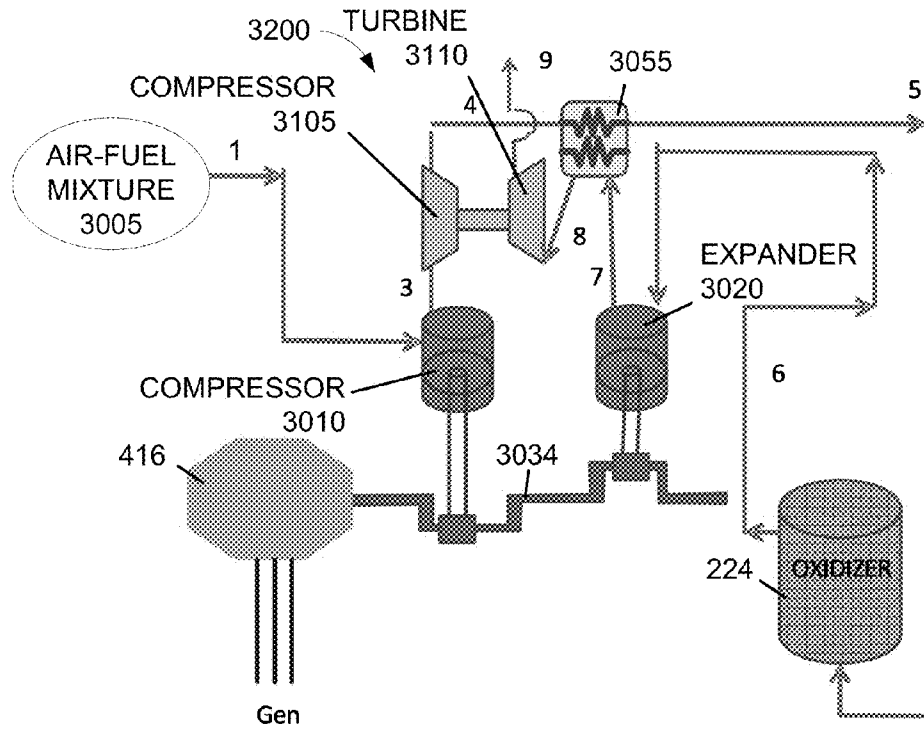 3200
TURBINE
3110
9
3055
5
COMPRESSOR
3105
4
AIR-FUEL
MIXTURE
3005
1
8
EXPANDER
3020
3
7
6
COMPRESSOR
3010
416
3034
224
OXIDIZER
Gen